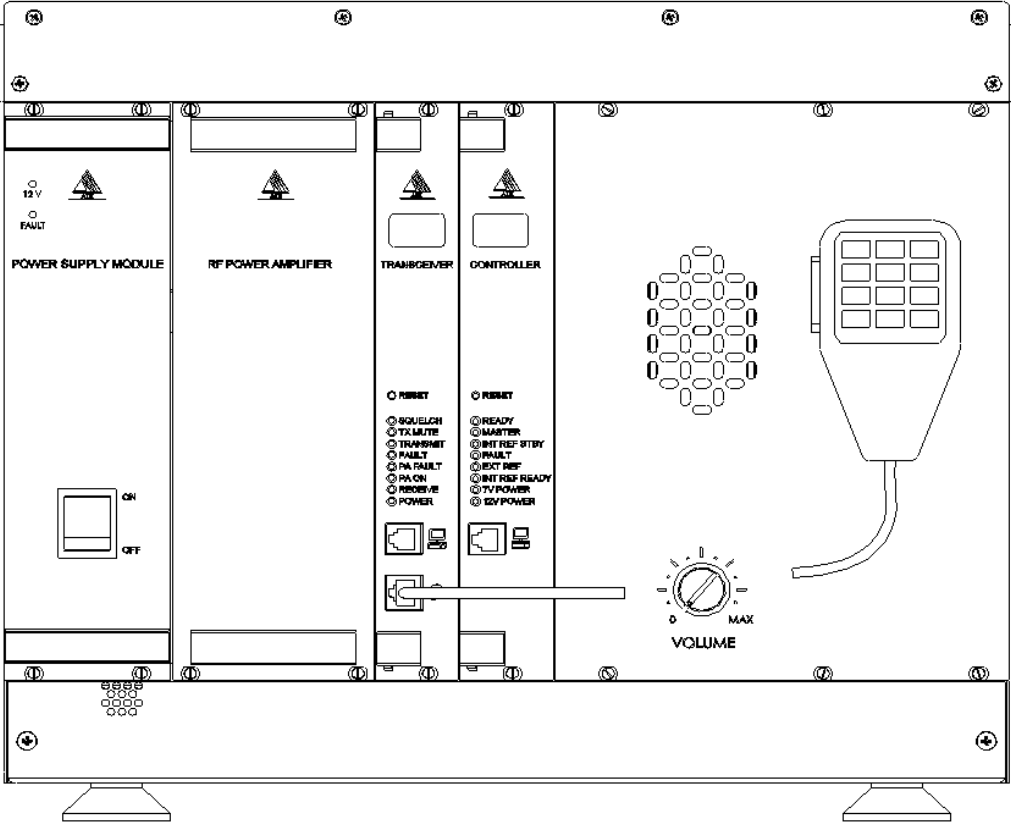 12 V
FAULT
POWER SUPPLY MODULE
ON
OFF
RF POWER AMPLIFIER
TRANSCEIVER
RESET
SQUELCH
TX MUTE
TRANSMIT
FAULT
PA FAULT
PA ON
RECEIVE
POWER
CONTROLLER
RESET
READY
MASTER
INT REF STBY
FAULT
EXT REF
INT REF READY
7V POWER
12V POWER
0
MAX
VOLUME